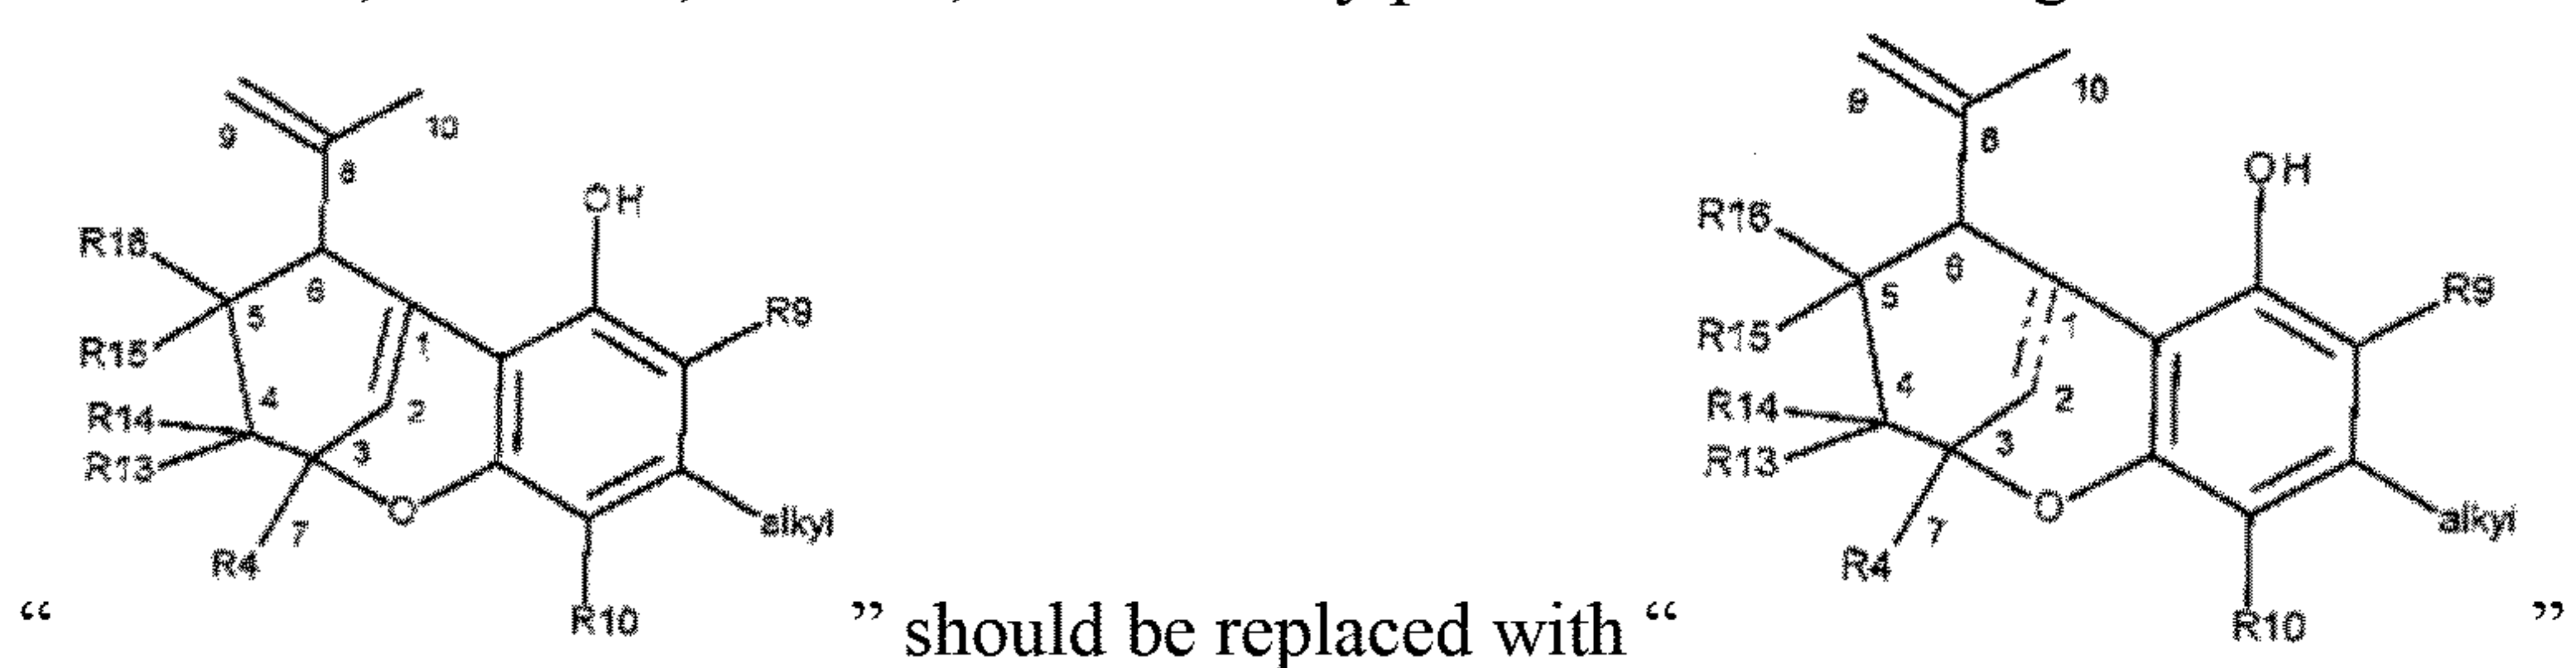 9 10 8
OH
R16 6 R9
5
R15 1
4 2
R14 3
R13
O alkyl
R4 7
R10
9 10
8
OH
R16
6 R9
5
R15 1
4
R14 2
3
R13
O
alkyl
R4 7
R10
“ ” should be replaced with “ ”